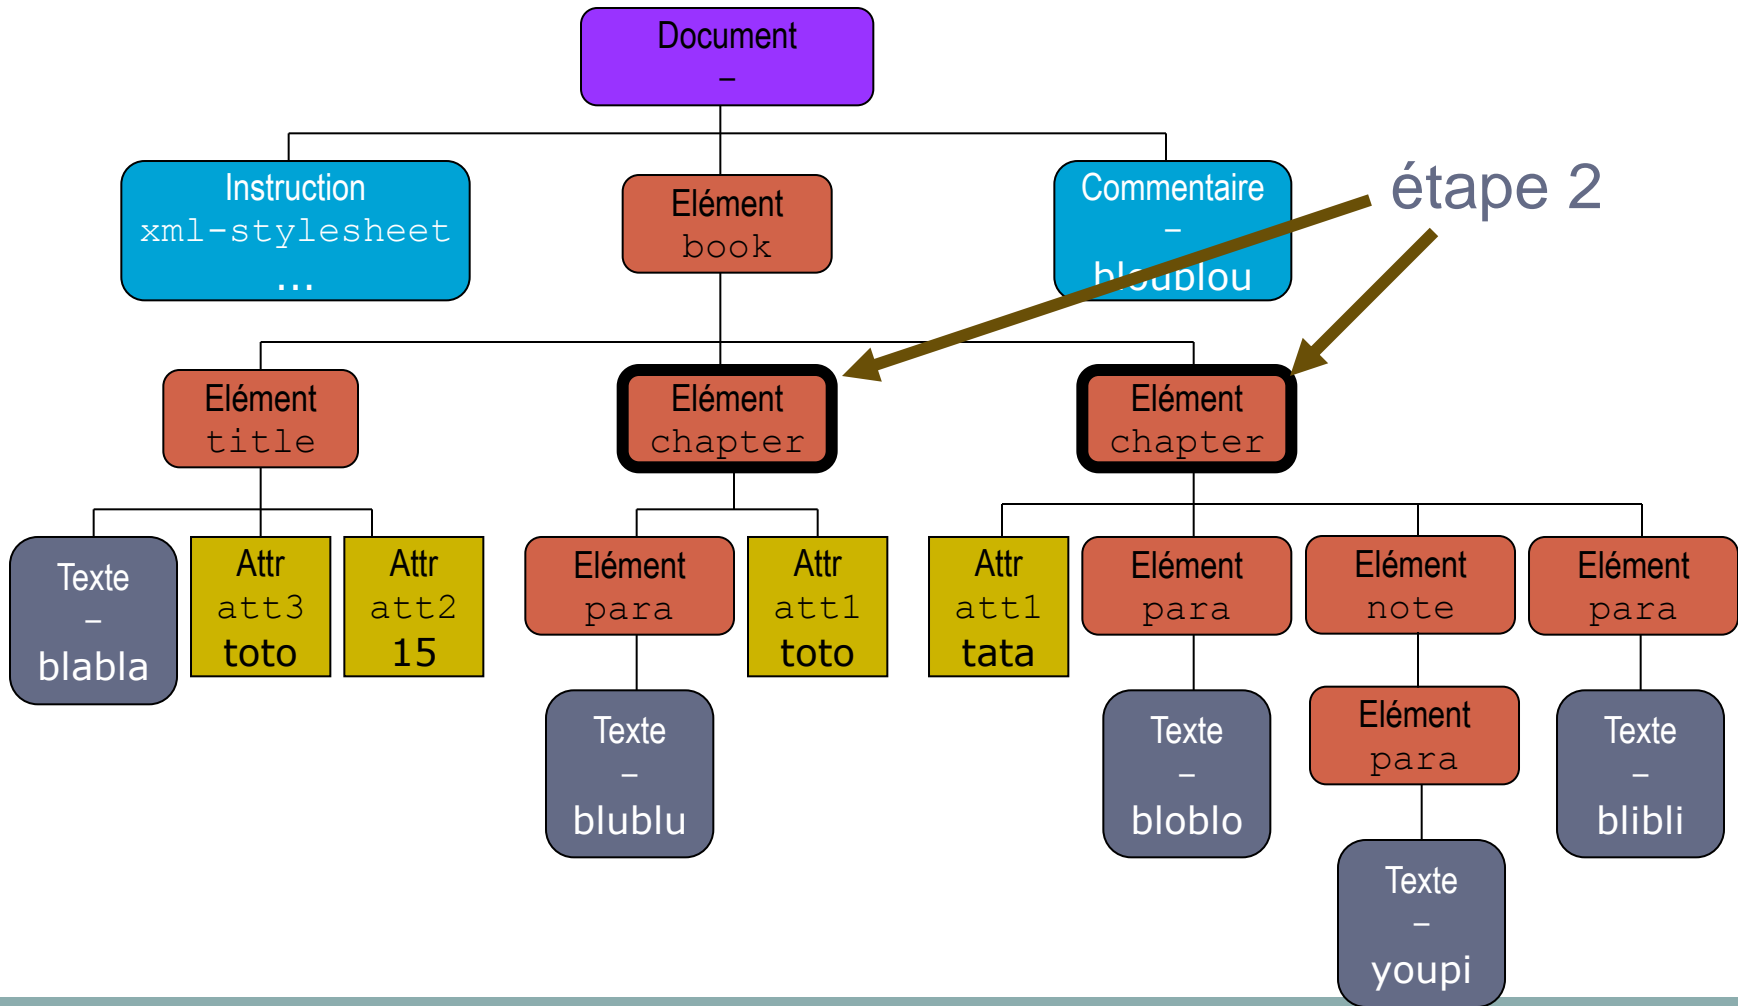 Document
–
Instruction
xml-stylesheet
...
Elément
book
Commentaire
–
bloublou
étape 2
Elément
title
Elément
chapter
Elément
chapter
Texte
–
blabla
Attr
att3
toto
Attr
att2
15
Elément
para
Attr
att1
toto
Attr
att1
tata
Elément
para
Elément
note
Elément
para
Texte
–
blublu
Texte
–
bloblo
Elément
para
Texte
–
blibli
Texte
–
youpi